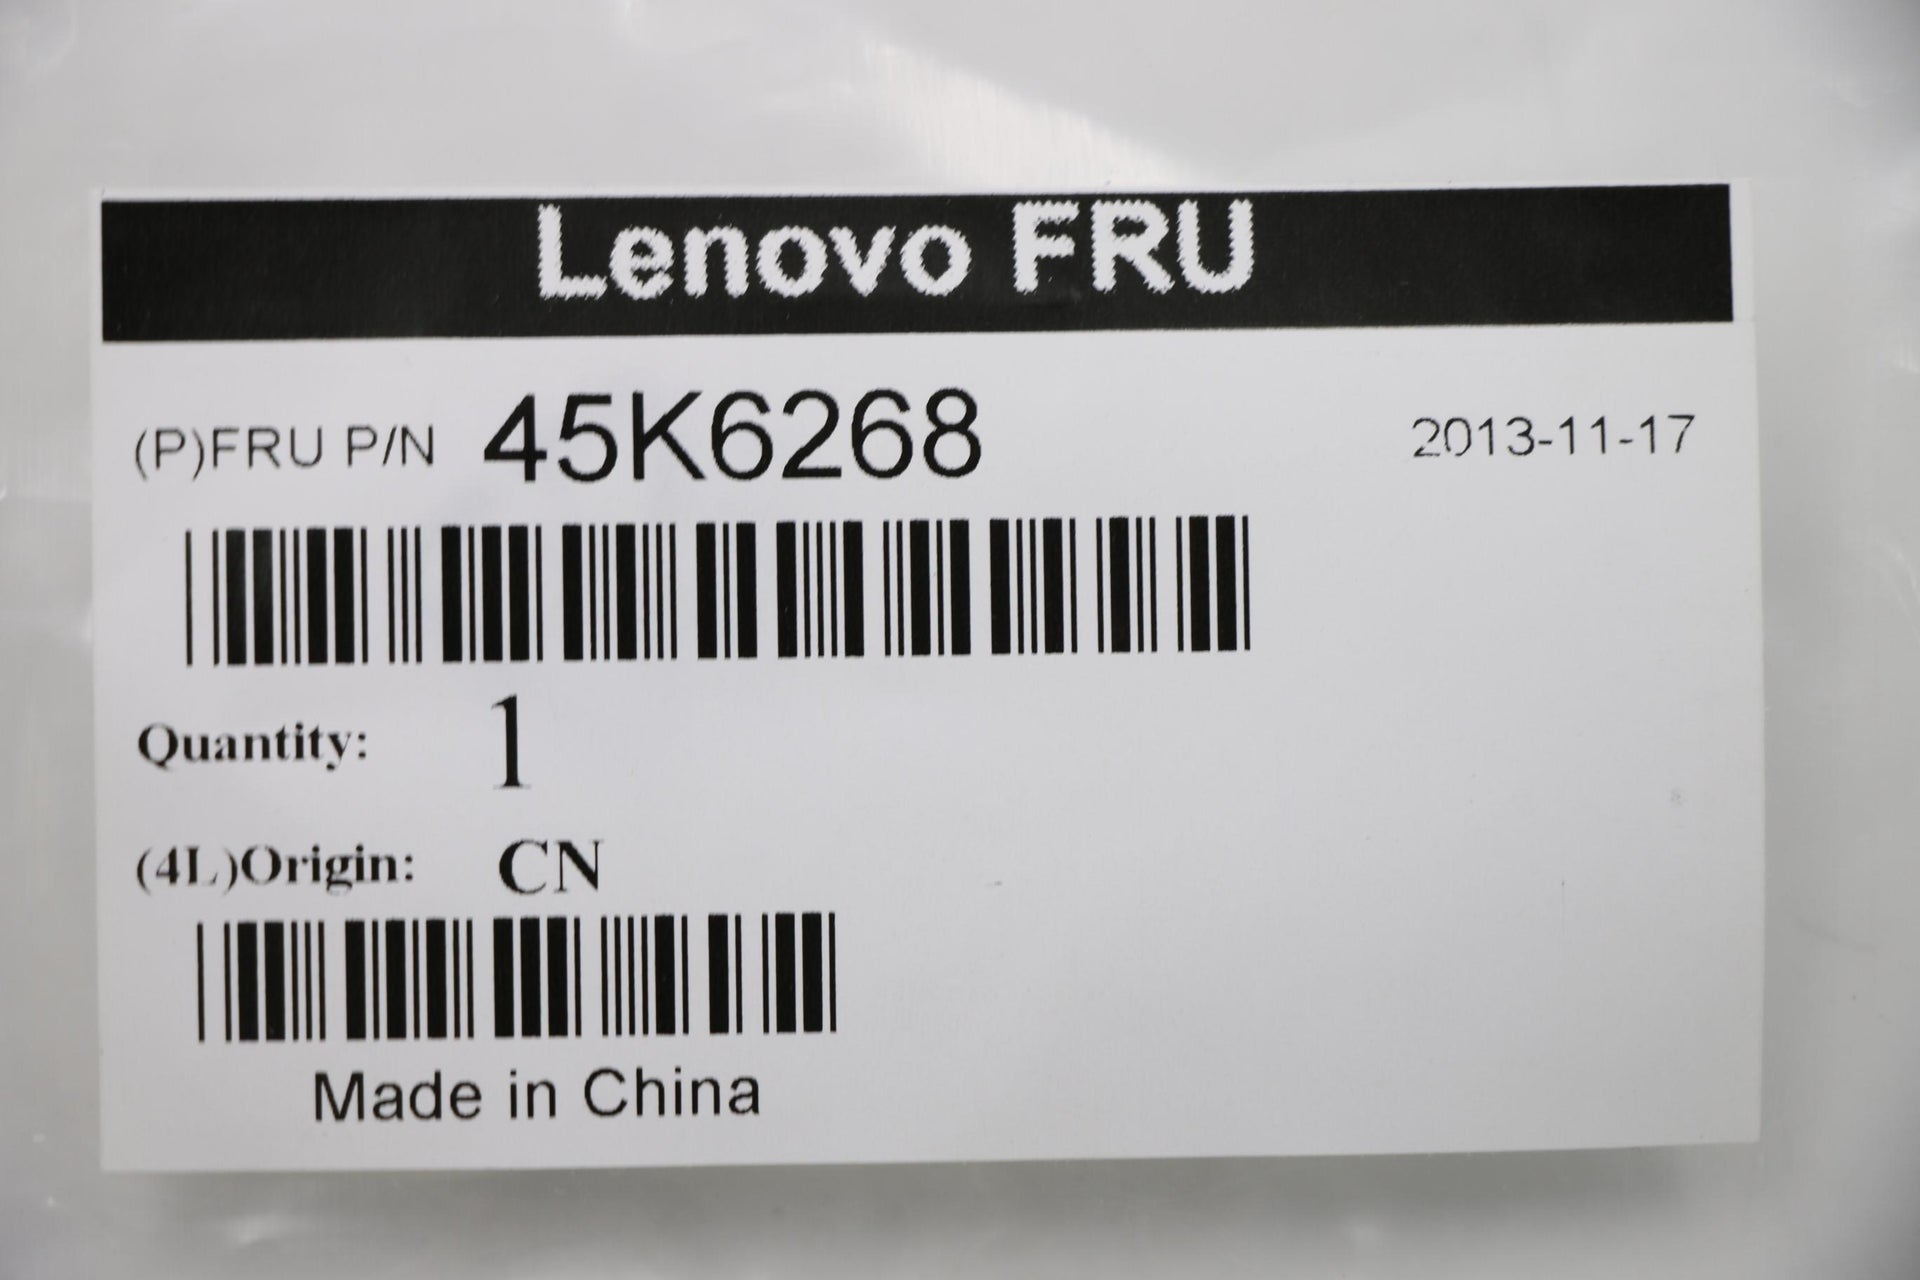 Lenovo FRU
(P)FRU P/N 45K6268 2013-11-17
Quantity: 1
(4L)Origin: CN
Made in China